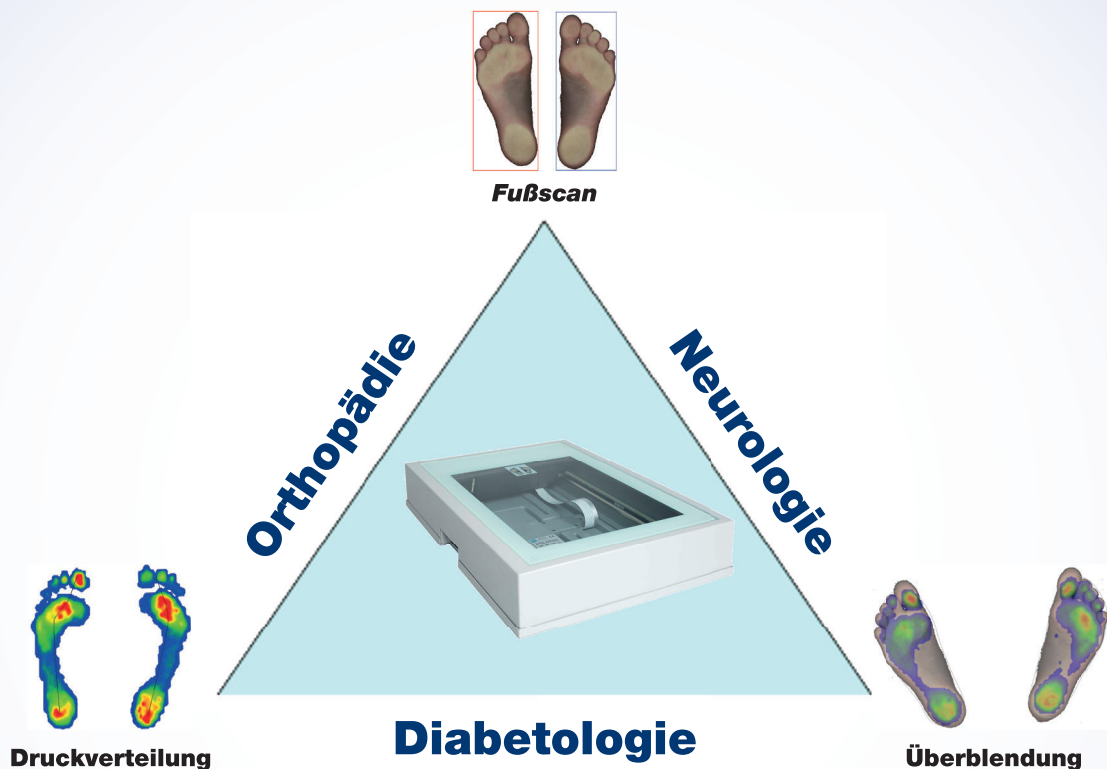 Fußscan
Orthopädie
Neurologie
Druckverteilung
Diabetologie
Überblendung